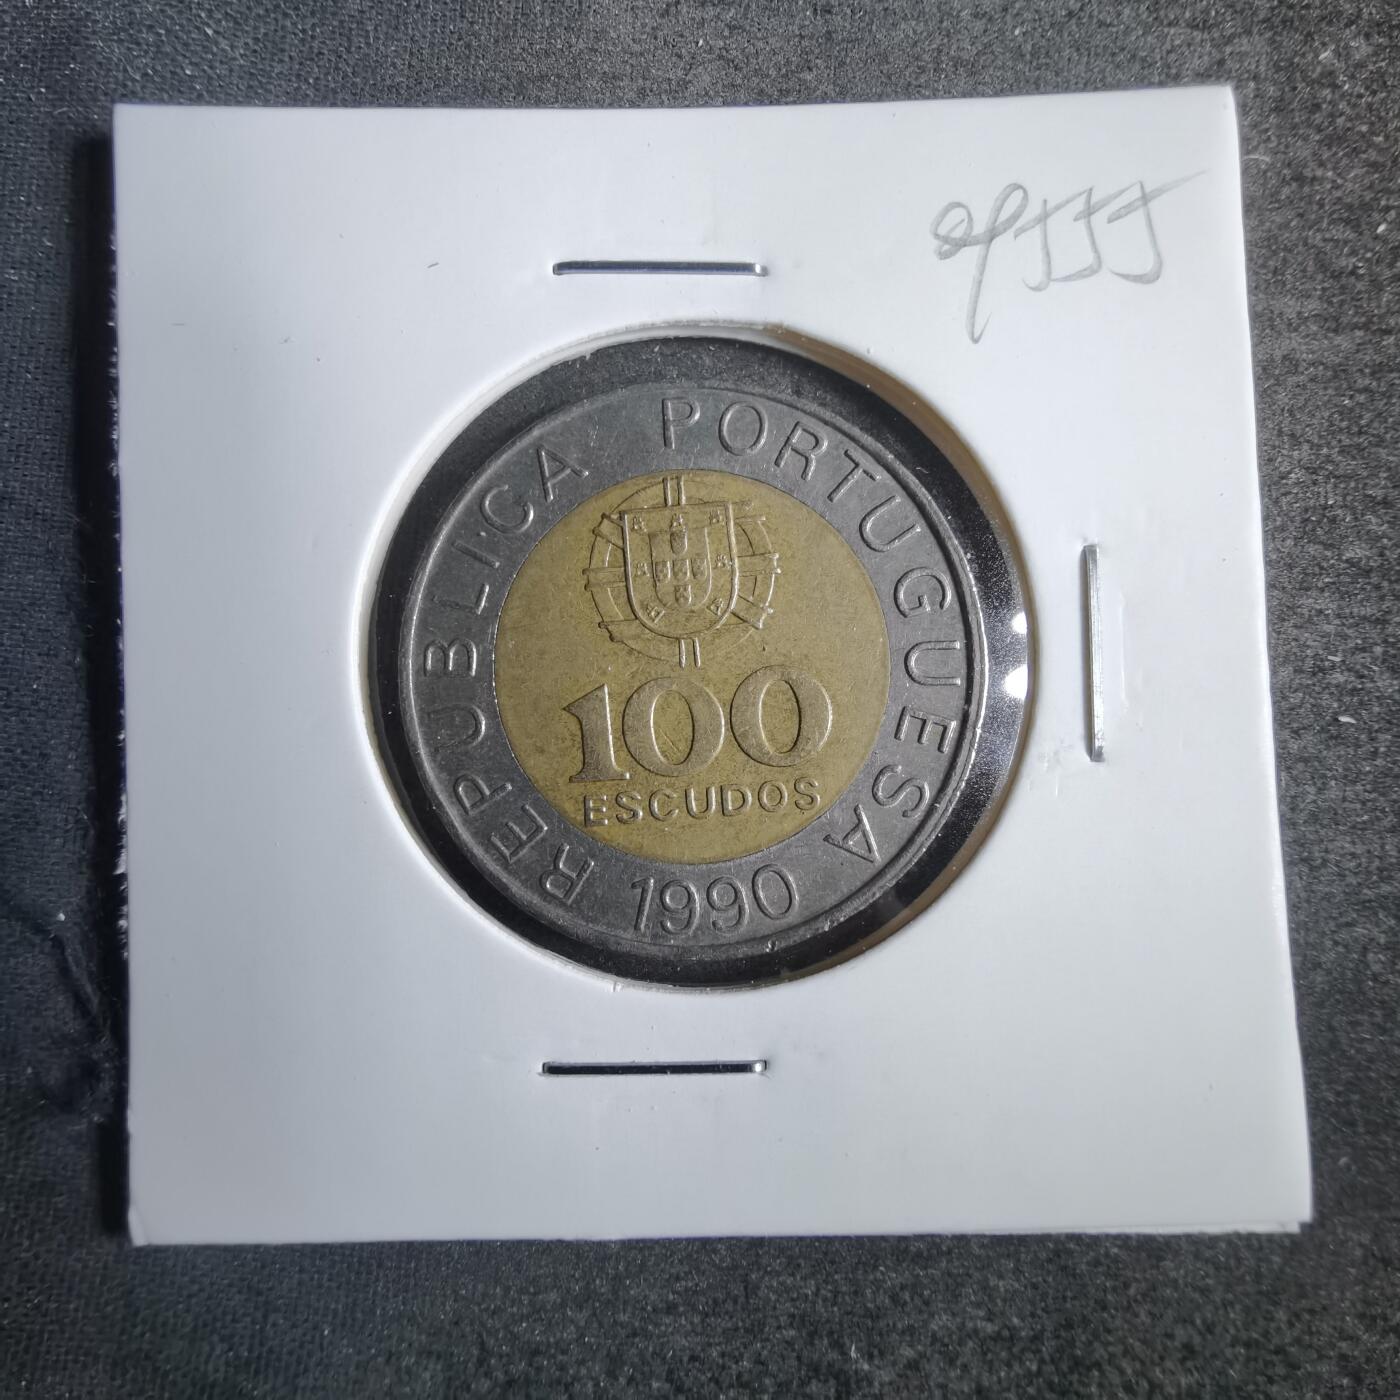 REPUBLICA PORTUGUESA
100
ESCUDOS
1990